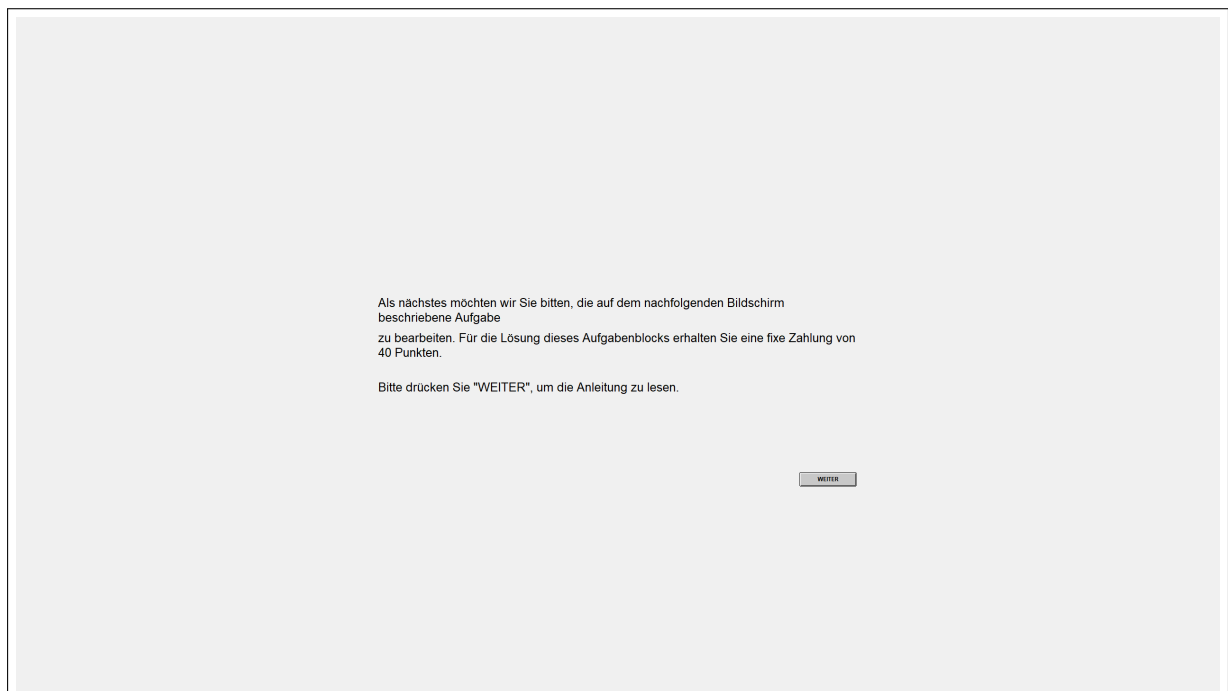 Als nächstes möchten wir Sie bitten, die auf dem nachfolgenden Bildschirm
beschriebene Aufgabe
zu bearbeiten. Für die Lösung dieses Aufgabenblocks erhalten Sie eine fixe Zahlung von
40 Punkten.
Bitte drücken Sie "WEITER", um die Anleitung zu lesen.
WEITER